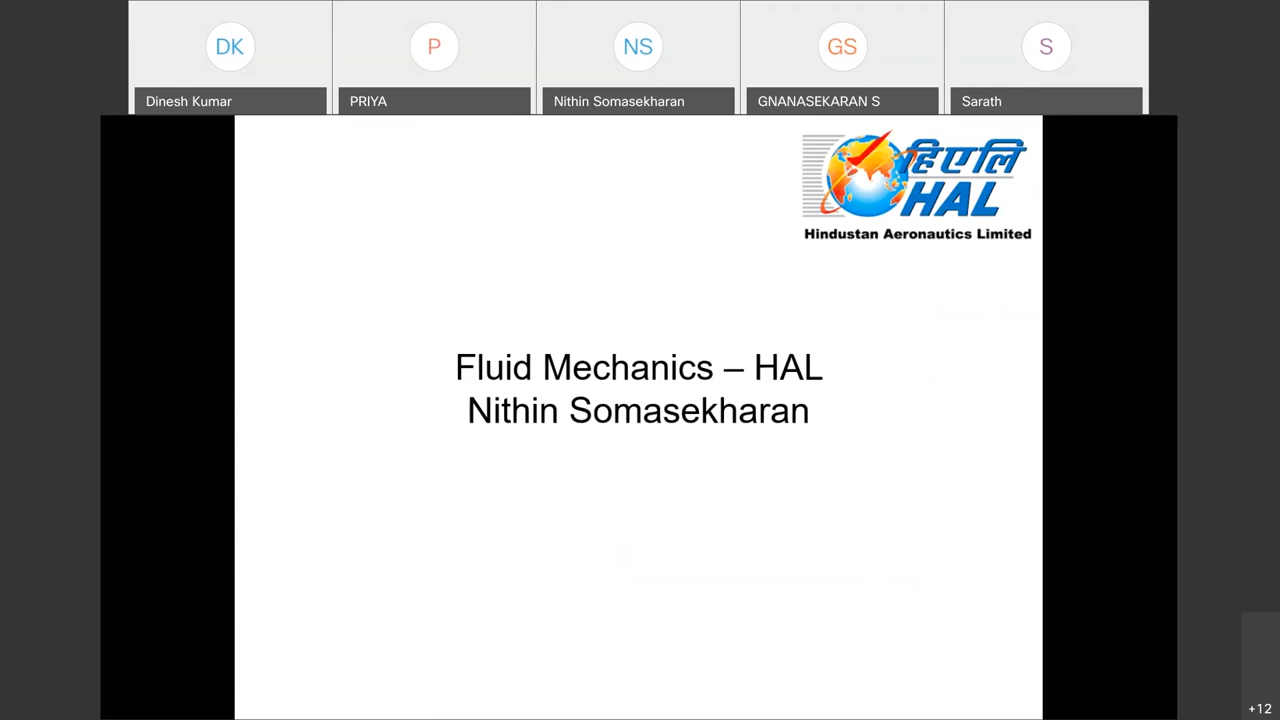 DK
P
NS
GS
S
Dinesh Kumar
PRIYA
Nithin Somasekharan
GNANASEKARAN S
Sarath
हिएलि
HAL
Hindustan Aeronautics Limited
Fluid Mechanics – HAL
Nithin Somasekharan
+12